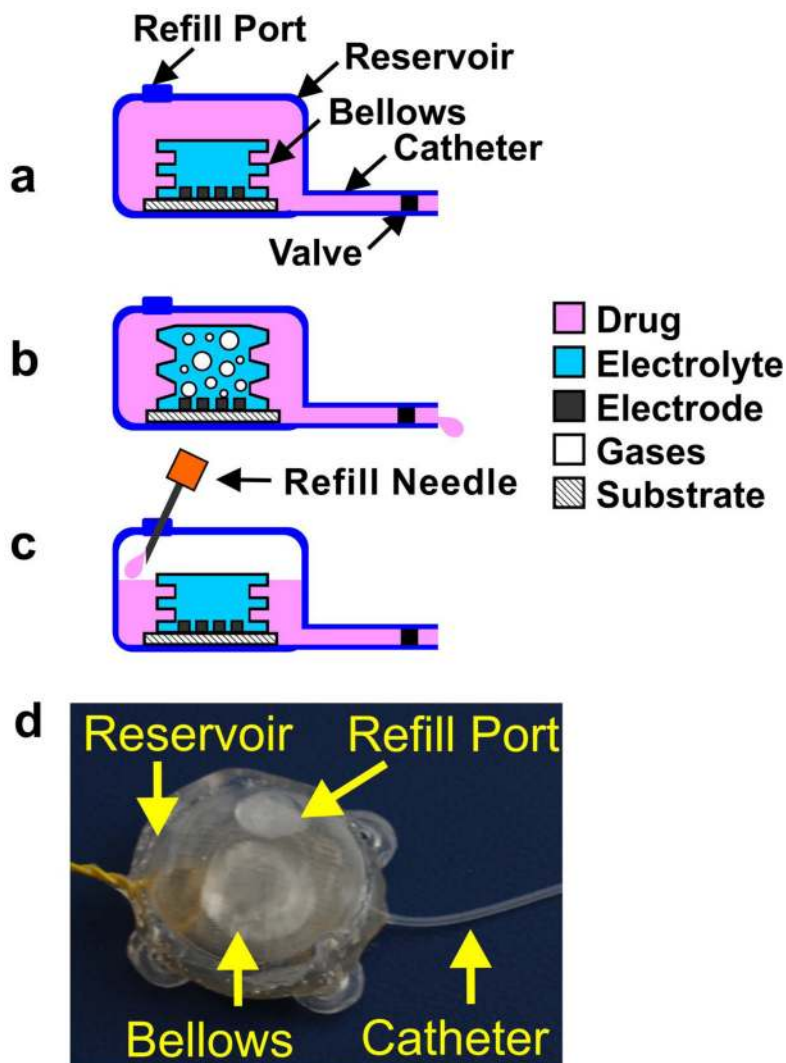 Refill Port
Reservoir
Bellows
Catheter
a
Valve
b
Drug
Electrolyte
Electrode
Gases
Substrate
Refill Needle
c
d
Reservoir
Refill Port
Bellows
Catheter